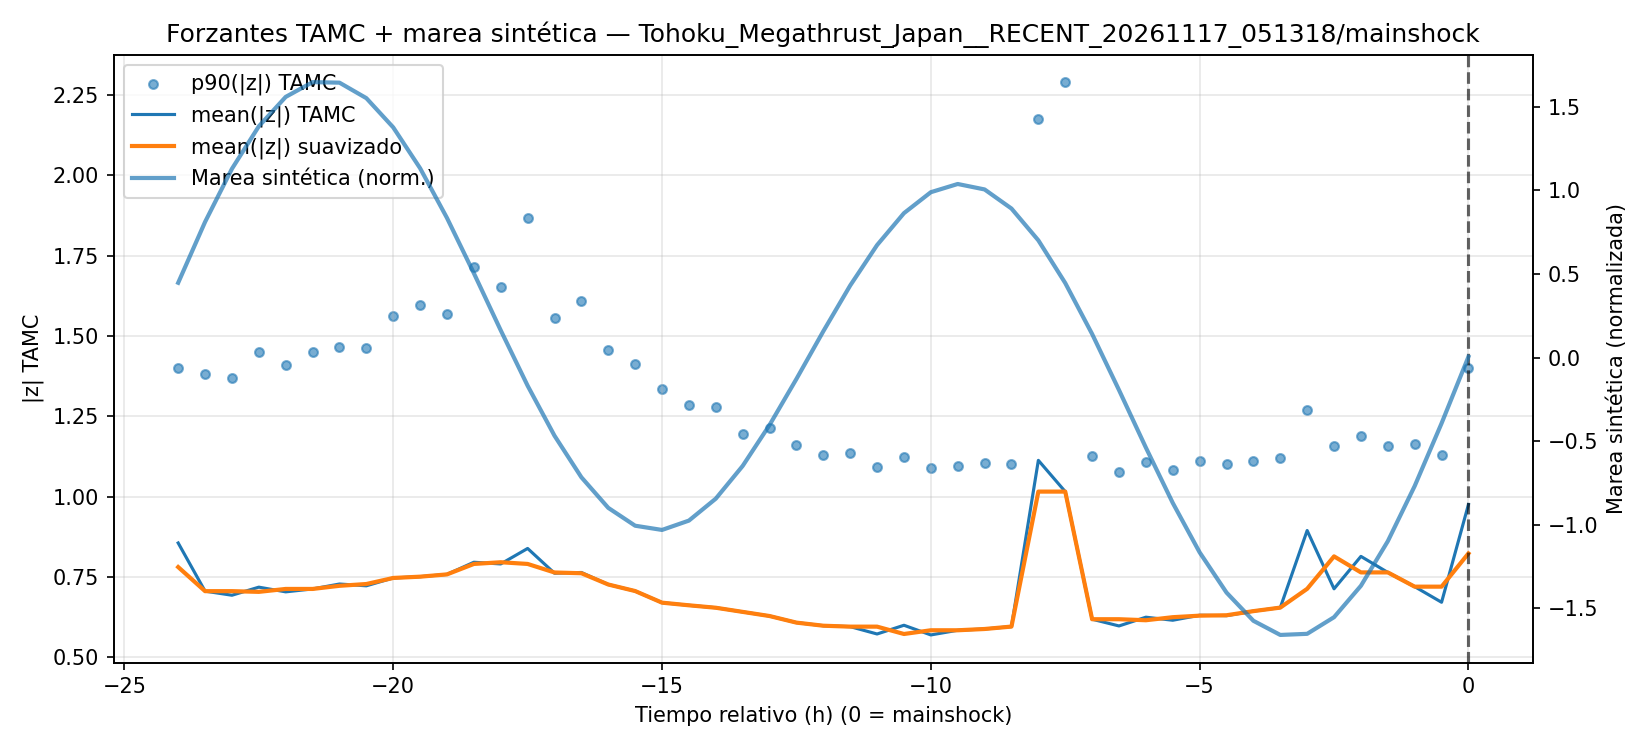 Forzantes TAMC + marea sintética — Tohoku_Megathrust_Japan__RECENT_20261117_051318/mainshock
p90(|z|) TAMC
mean(|z|) TAMC
mean(|z|) suavizado
Marea sintética (norm.)
|z| TAMC
2.25
2.00
1.75
1.50
1.25
1.00
0.75
0.50
1.5
1.0
0.5
0.0
−0.5
−1.0
−1.5
Marea sintética (normalizada)
−25
−20
−15
−10
−5
0
Tiempo relativo (h) (0 = mainshock)